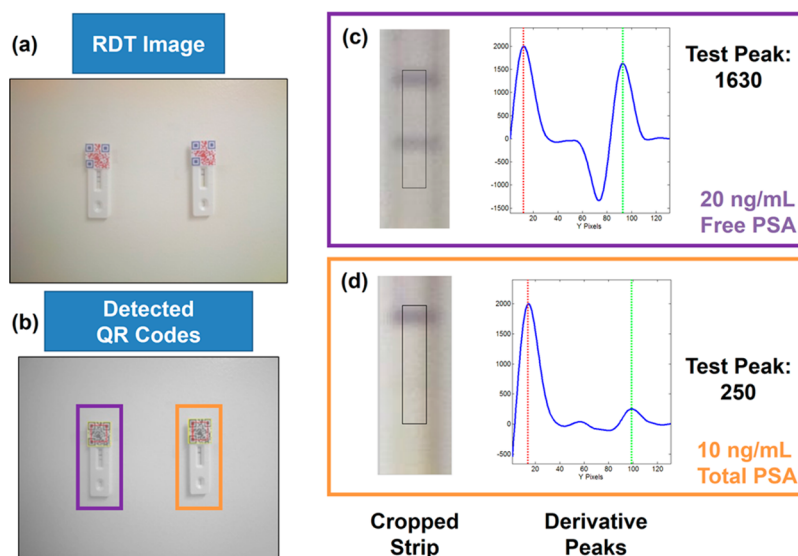 (a)
RDT Image
(b)
Detected
QR Codes
(c)
2000
1500
1000
500
0
-500
-1000
-1500
20
40
60
80
100
120
Y Pixels
Test Peak:
1630
20 ng/mL
Free PSA
(d)
2000
1500
1000
500
0
-500
20
40
60
80
100
120
Y Pixels
Test Peak:
250
10 ng/mL
Total PSA
Cropped
Strip
Derivative
Peaks